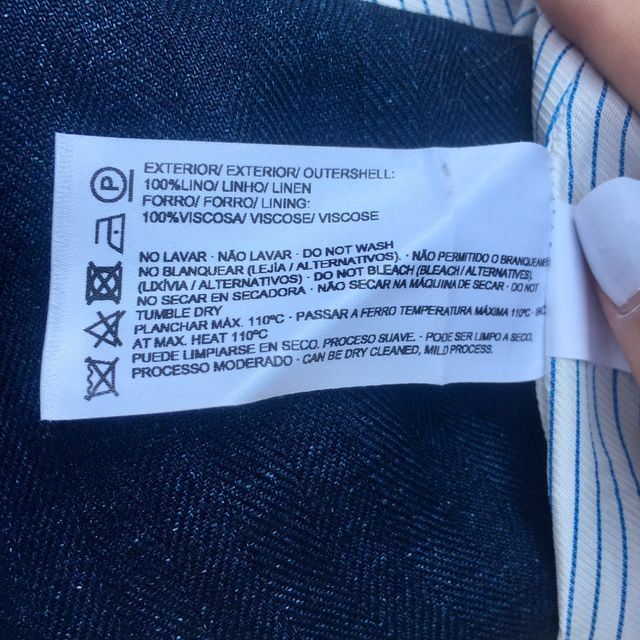 EXTERIOR/ EXTERIOR/ OUTERSHELL:
100%LINO/ LINHO/ LINEN
FORRO/ FORRO/ LINING:
100%VISCOSA/ VISCOSE/ VISCOSE
NO LAVAR · NÃO LAVAR · DO NOT WASH
NO BLANQUEAR (LEJÍA / ALTERNATIVOS). · NÃO PERMITIDO O
(LIXÍVIA / ALTERNATIVOS) · DO NOT BLEACH (BLEACH / ALTERNATIVES).
NO SECAR EN SECADORA · NÃO SECAR NA MÁQUINA DE SECAR · DO NOT
TUMBLE DRY
PLANCHAR MÁX. 110ºC · PASSAR A FERRO TEMPERATURA MÁXIMA 110ºC ·
AT MAX. HEAT 110ºC
PUEDE LIMPIARSE EN SECO. PROCESO SUAVE. · PODE SER LIMPO A SECO,
PROCESSO MODERADO · CAN BE DRY CLEANED, MILD PROCESS.
P